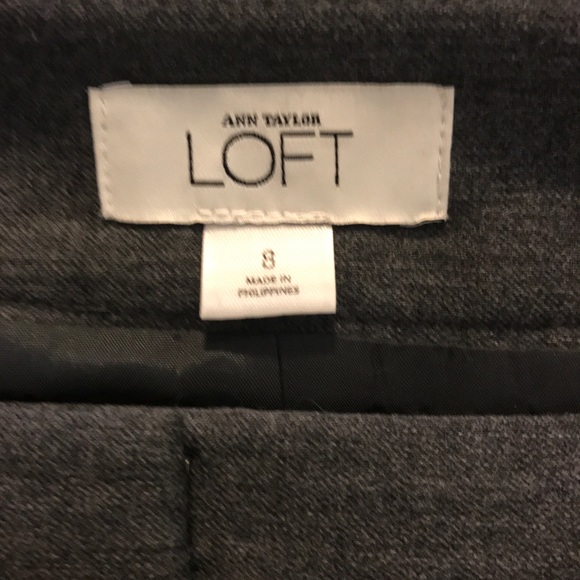 ANN TAYLOR
LOFT
8
MADE IN
PHILIPPINES